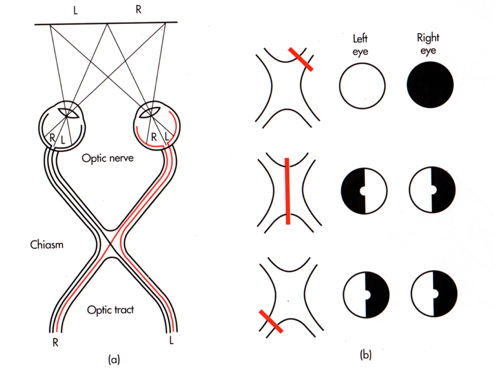 L R
R L
R L
Optic nerve
Chiasm
Optic tract
R L
(a)
Left
eye
Right
eye
(b)